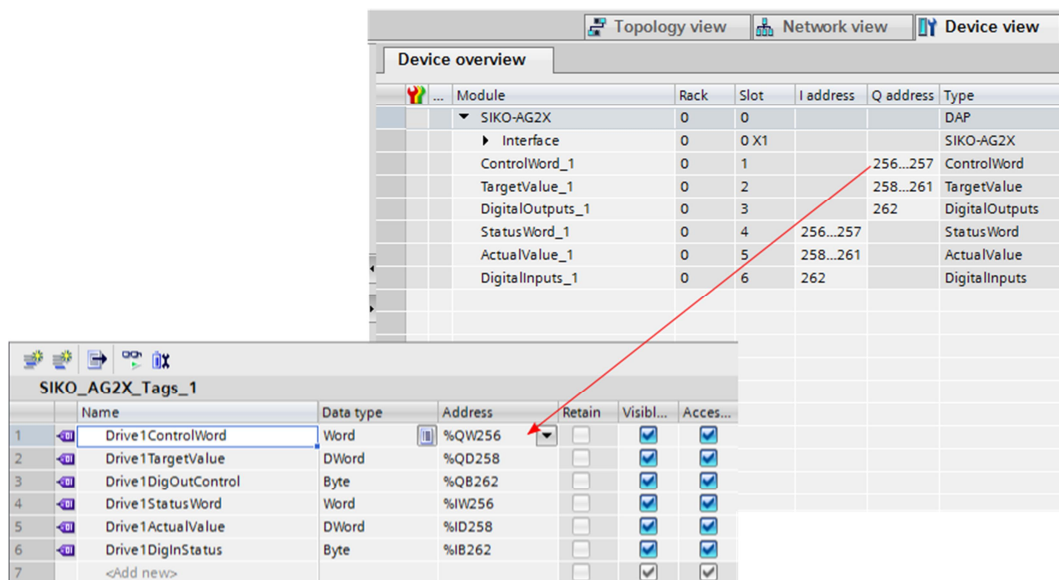 Topology view Network view Device view
Device overview
... Module Rack Slot I address Q address Type
SIKO-AG2X 0 0 DAP
Interface 0 0 X1 SIKO-AG2X
ControlWord_1 0 1 256...257 ControlWord
TargetValue_1 0 2 258...261 TargetValue
DigitalOutputs_1 0 3 262 DigitalOutputs
StatusWord_1 0 4 256...257 StatusWord
ActualValue_1 0 5 258...261 ActualValue
DigitalInputs_1 0 6 262 DigitalInputs
SIKO_AG2X_Tags_1
Name Data type Address Retain Visibl... Acces...
1 Drive1ControlWord Word %QW256
2 Drive1TargetValue DWord %QD258
3 Drive1DigOutControl Byte %QB262
4 Drive1StatusWord Word %IW256
5 Drive1ActualValue DWord %ID258
6 Drive1DigInStatus Byte %IB262
7 <Add new>